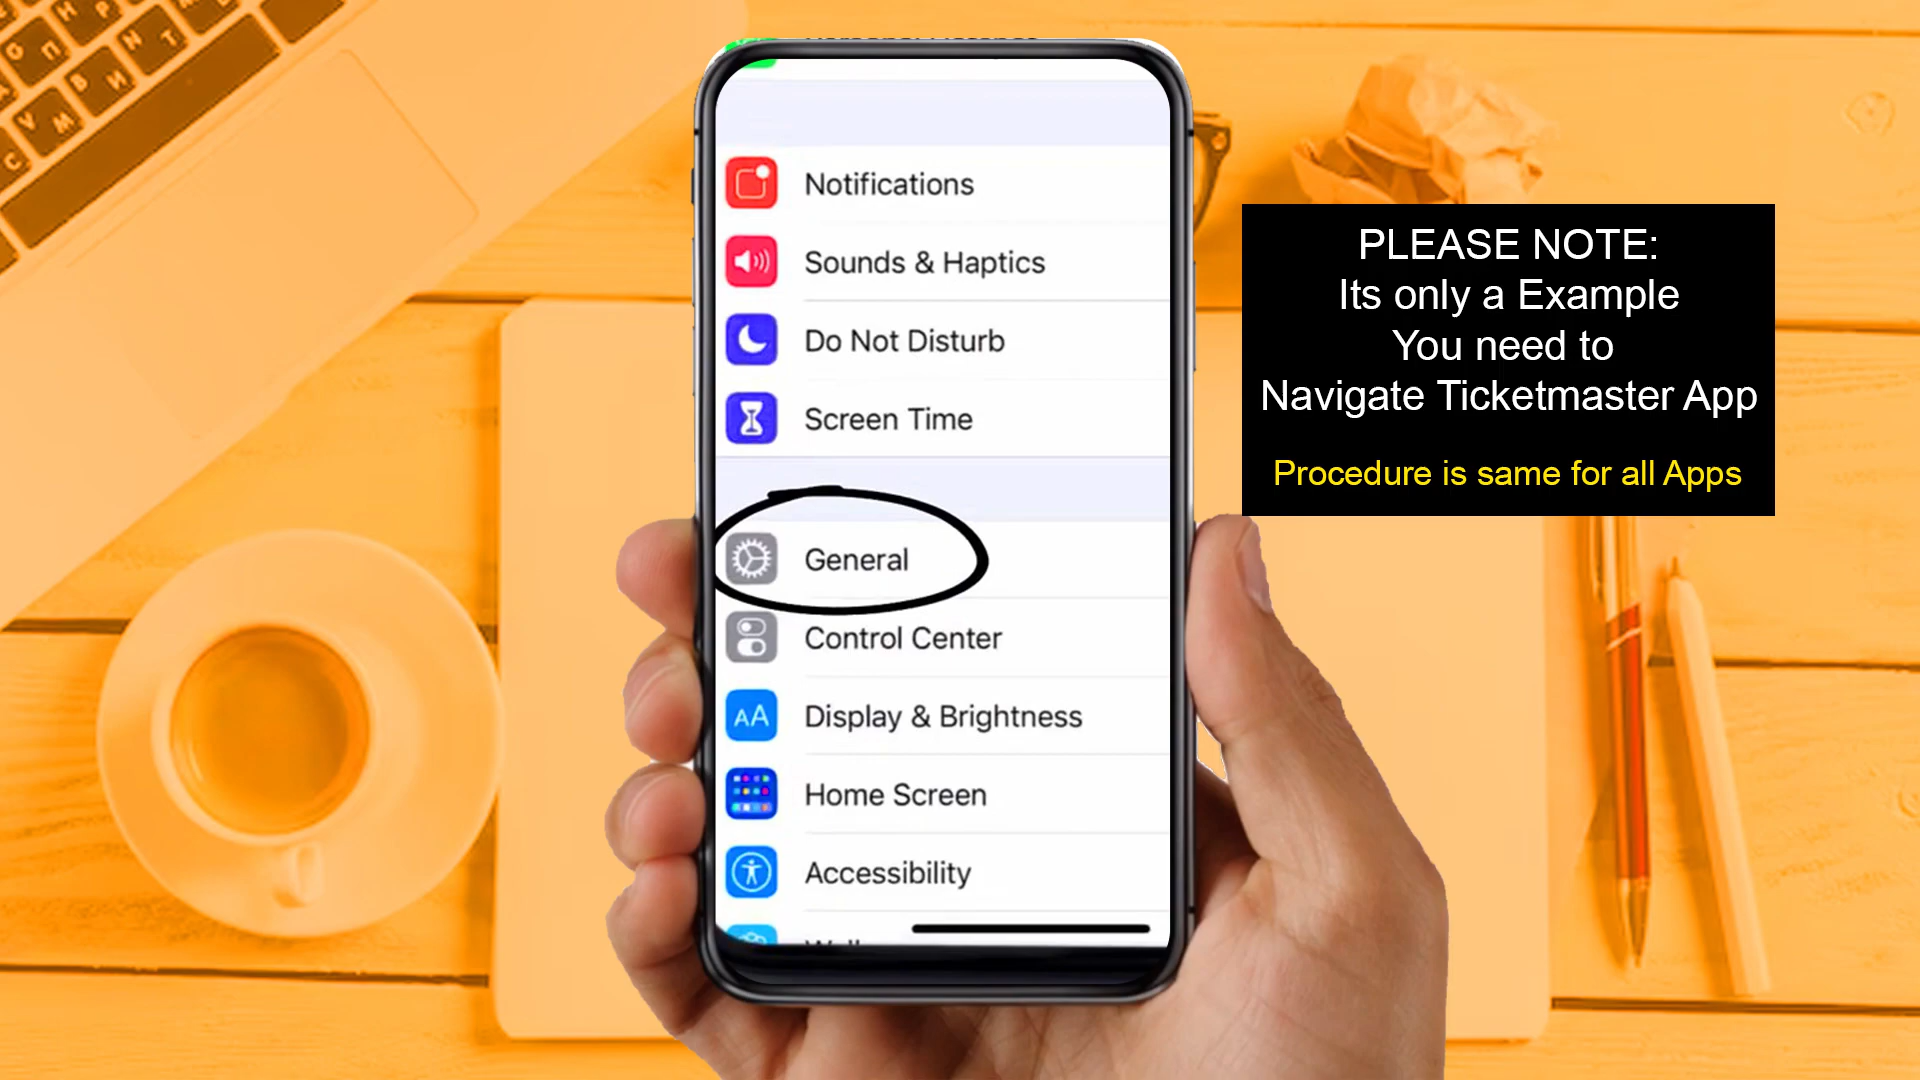 Notifications
Sounds & Haptics
Do Not Disturb
Screen Time
General
Control Center
AA
Display & Brightness
Home Screen
Accessibility
PLEASE NOTE:
Its only a Example
You need to
Navigate Ticketmaster App
Procedure is same for all Apps